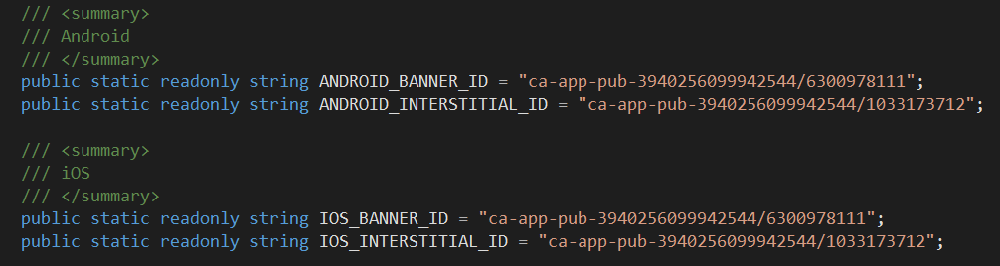 /// <summary>
/// Android
/// </summary>
public static readonly string ANDROID_BANNER_ID = "ca-app-pub-3940256099942544/6300978111";
public static readonly string ANDROID_INTERSTITIAL_ID = "ca-app-pub-3940256099942544/1033173712";
/// <summary>
/// iOS
/// </summary>
public static readonly string IOS_BANNER_ID = "ca-app-pub-3940256099942544/6300978111";
public static readonly string IOS_INTERSTITIAL_ID = "ca-app-pub-3940256099942544/1033173712";